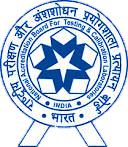 राष्ट्रीय परीक्षण और अंशशोधन प्रयोगशाला प्रत्यायन बोर्ड
National Accreditation Board For Testing & Calibration Laboratories
INDIA
भारत